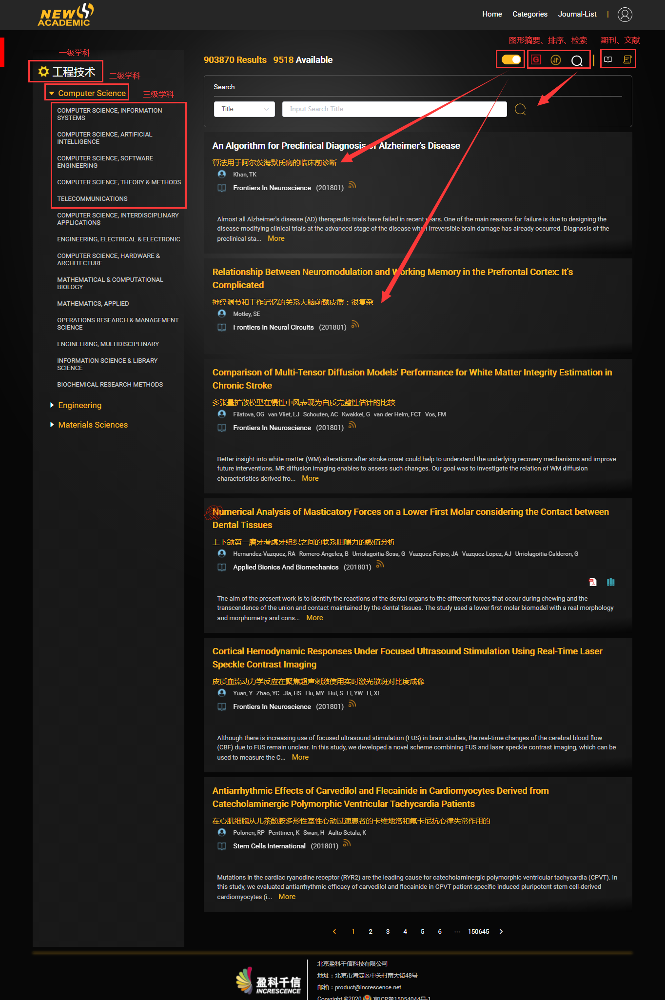 NEW
ACADEMIC
Home Categories Journal-List
图形摘要、排序、检索 期刊、文献
一级学科
工程技术
二级学科
Computer Science
三级学科
COMPUTER SCIENCE, INFORMATION
SYSTEMS
COMPUTER SCIENCE, ARTIFICIAL
INTELLIGENCE
COMPUTER SCIENCE, SOFTWARE
ENGINEERING
COMPUTER SCIENCE, THEORY & METHODS
TELECOMMUNICATIONS
COMPUTER SCIENCE, INTERDISCIPLINARY
APPLICATIONS
ENGINEERING, ELECTRICAL & ELECTRONIC
COMPUTER SCIENCE, HARDWARE &
ARCHITECTURE
MATHEMATICAL & COMPUTATIONAL
BIOLOGY
MATHEMATICS, APPLIED
OPERATIONS RESEARCH & MANAGEMENT
SCIENCE
ENGINEERING, MULTIDISCIPLINARY
INFORMATION SCIENCE & LIBRARY
SCIENCE
BIOCHEMICAL RESEARCH METHODS
Engineering
Materials Sciences
903870 Results 9518 Available
G
Search
Title Input Search Title
An Algorithm for Preclinical Diagnosis of Alzheimer's Disease
算法用于阿尔茨海默氏病的临床前诊断
Khan, TK
Frontiers In Neuroscience (201801)
Almost all Alzheimer's disease (AD) therapeutic trials have failed in recent years. One of the main reasons for failure is due to designing the
disease-modifying clinical trials at the advanced stage of the disease when irreversible brain damage has already occurred. Diagnosis of the
preclinical sta... More
Relationship Between Neuromodulation and Working Memory in the Prefrontal Cortex: It's
Complicated
神经调节和工作记忆的关系大脑前额皮质：很复杂
Motley, SE
Frontiers In Neural Circuits (201801)
Comparison of Multi-Tensor Diffusion Models' Performance for White Matter Integrity Estimation in
Chronic Stroke
多张量扩散模型在慢性中风表现为白质完整性估计的比较
Filatova, OG van Vliet, LJ Schouten, AC Kwakkel, G van der Helm, FCT Vos, FM
Frontiers In Neuroscience (201801)
Better insight into white matter (WM) alterations after stroke onset could help to understand the underlying recovery mechanisms and improve
future interventions. MR diffusion imaging enables to assess such changes. Our goal was to investigate the relation of WM diffusion
characteristics derived fro... More
Numerical Analysis of Masticatory Forces on a Lower First Molar considering the Contact between
Dental Tissues
上下颌第一磨牙考虑牙组织之间的联系咀嚼力的数值分析
Hernandez-Vazquez, RA Romero-Angeles, B Urriolagoitia-Sosa, G Vazquez-Feijoo, JA Vazquez-Lopez, AJ Urriolagoitia-Calderon, G
Applied Bionics And Biomechanics (201801)
The aim of the present work is to identify the reactions of the dental organs to the different forces that occur during chewing and the
transcendence of the union and contact maintained by the dental tissues. The study used a lower first molar biomodel with a real morphology
and morphometry and cons... More
Cortical Hemodynamic Responses Under Focused Ultrasound Stimulation Using Real-Time Laser
Speckle Contrast Imaging
皮质血流动力学反应在聚焦超声刺激使用实时激光散斑对比度成像
Yuan, Y Zhao, YC Jia, HS Liu, MY Hui, S Li, YW Li, XL
Frontiers In Neuroscience (201801)
Although there is increasing use of focused ultrasound stimulation (FUS) in brain studies, the real-time changes of the cerebral blood flow
(CBF) due to FUS remain unclear. In this study, we developed a novel scheme combining FUS and laser speckle contrast imaging, which can be
used to measure the C... More
Antiarrhythmic Effects of Carvedilol and Flecainide in Cardiomyocytes Derived from
Catecholaminergic Polymorphic Ventricular Tachycardia Patients
在心肌细胞从儿茶酚胺多形性室性心动过速患者的卡维地洛和氟卡尼抗心律失常作用的
Polonen, RP Penttinen, K Swan, H Aalto-Setala, K
Stem Cells International (201801)
Mutations in the cardiac ryanodine receptor (RYR2) are the leading cause for catecholaminergic polymorphic ventricular tachycardia (CPVT). In
this study, we evaluated antiarrhythmic efficacy of carvedilol and flecainide in CPVT patient-specific induced pluripotent stem cell-derived
cardiomyocytes (i... More
1 2 3 4 5 6 ··· 150645
盈科千信
INCRESCENCE
北京盈科千信科技有限公司
地址：北京市海淀区中关村南大街48号
邮箱：product@increscence.net
Copyright ©2020 京ICP备15054044号-1